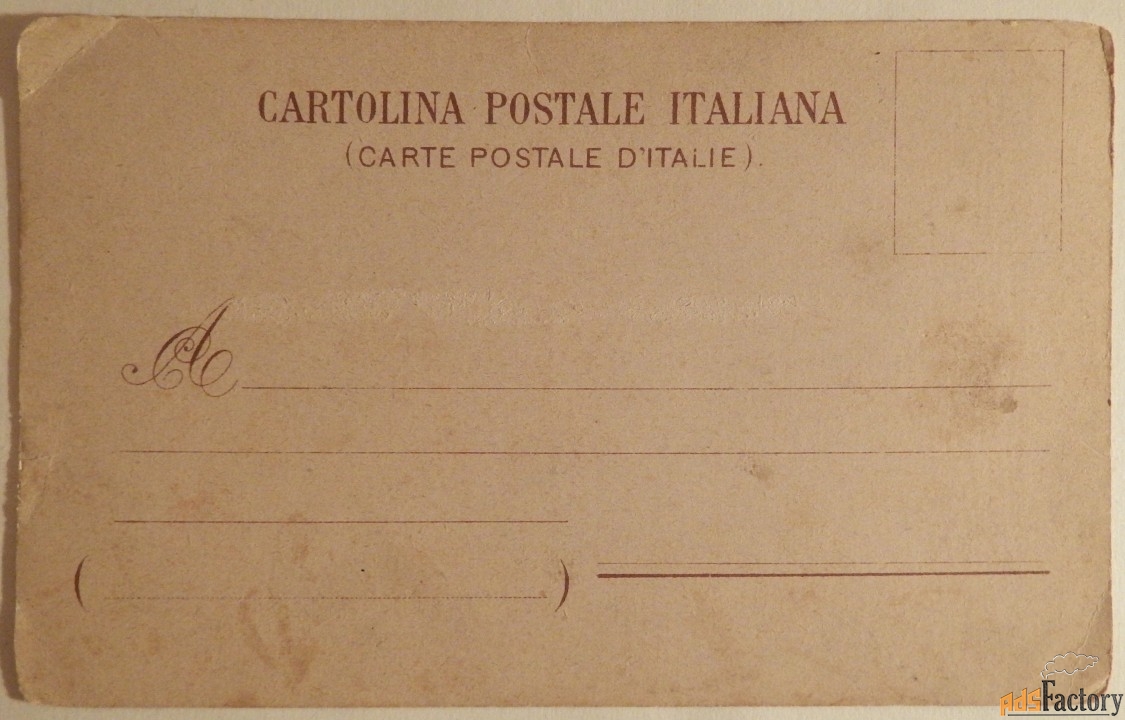 CARTOLINA POSTALE ITALIANA
(CARTE POSTALE D'ITALIE).
A
( )
AdsFactory